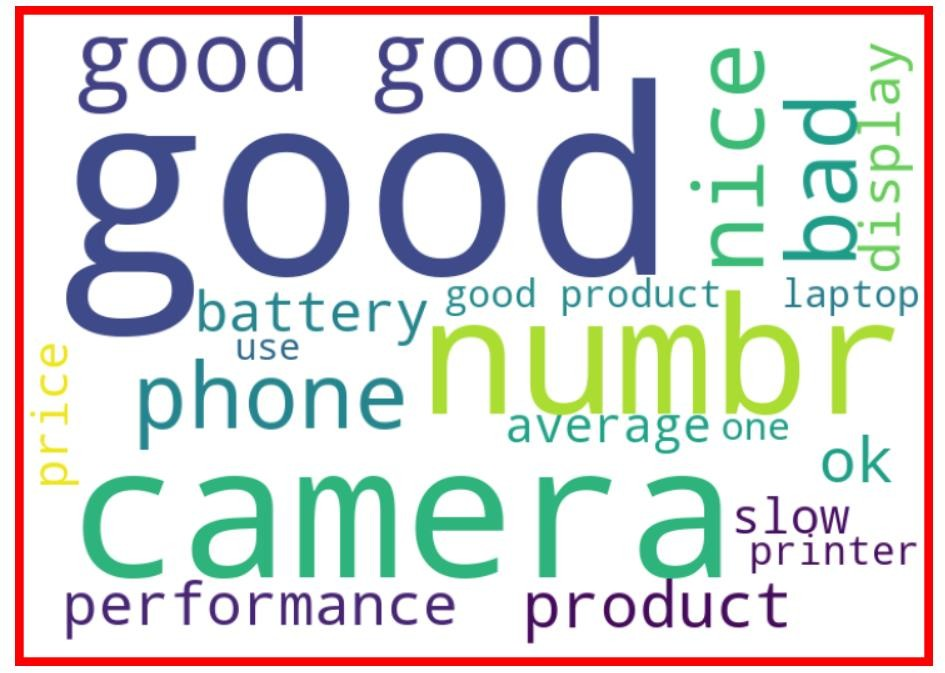 good good
good
nice
bad
display
battery
good product
laptop
use
numbr
price
phone
average
one
ok
camera
slow
printer
performance
product